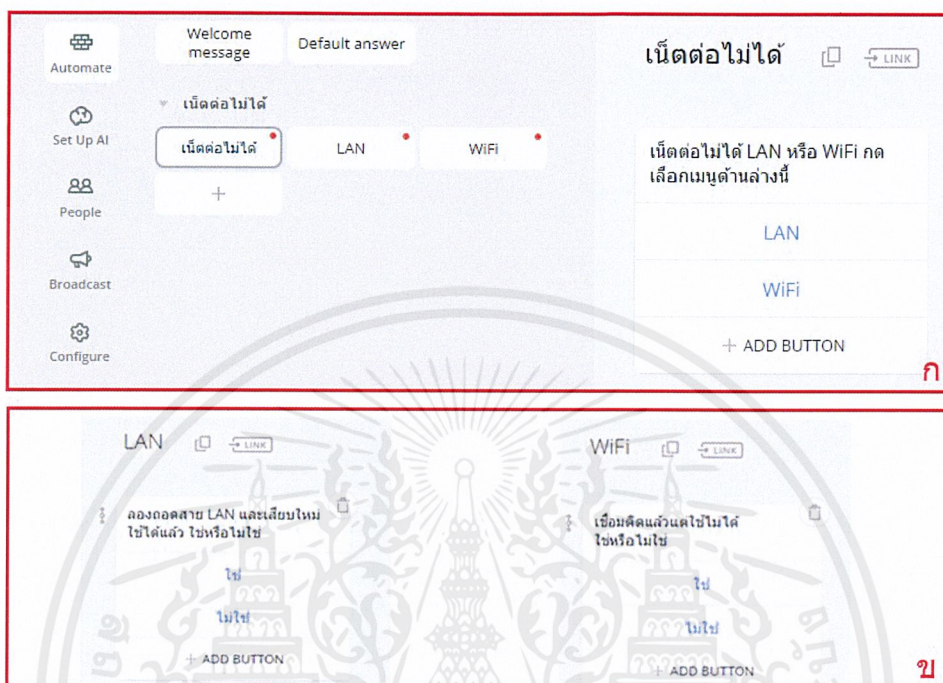 Automate
Set Up AI
People
Broadcast
Configure
Welcome
message
Default answer
เน็ตต่อไม่ได้
เน็ตต่อไม่ได้
LAN
WiFi
+
เน็ตต่อไม่ได้
LINK
เน็ตต่อไม่ได้ LAN หรือ WiFi กด
เลือกเมนูด้านล่างนี้
LAN
WiFi
+ ADD BUTTON
ก
LAN
LINK
ลองถอดสาย LAN และเสียบใหม่
ใช้ได้แล้ว ใช่หรือไม่ใช่
ใช่
ไม่ใช่
+ ADD BUTTON
WiFi
LINK
เชื่อมติดแล้วแต่ใช้ไม่ได้
ใช่หรือไม่ใช่
ใช่
ไม่ใช่
+ ADD BUTTON
ข